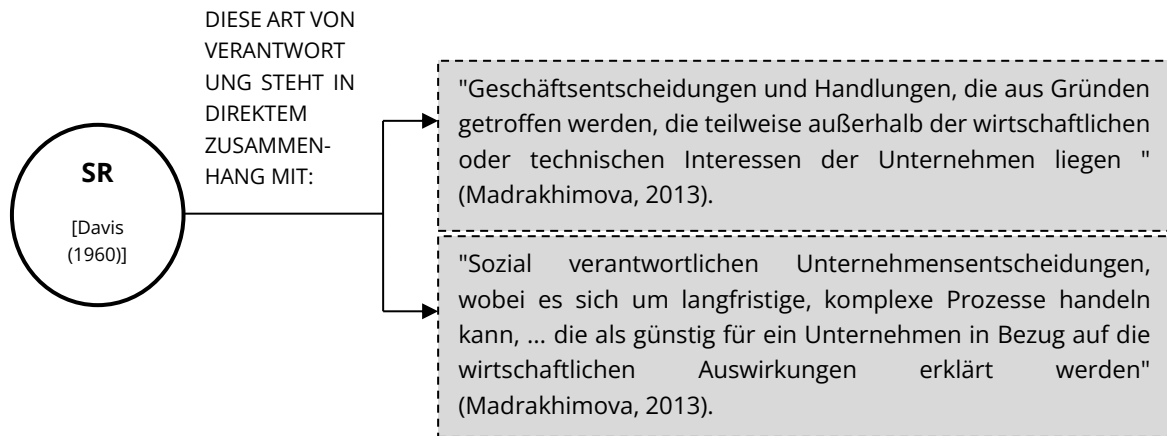 DIESE ART VON
VERANTWORT
UNG STEHT IN
DIREKTEM
ZUSAMMEN-
HANG MIT:
SR
[Davis
(1960)]
"Geschäftsentscheidungen und Handlungen, die aus Gründen
getroffen werden, die teilweise außerhalb der wirtschaftlichen
oder technischen Interessen der Unternehmen liegen "
(Madrakhimova, 2013).
"Sozial verantwortlichen Unternehmensentscheidungen,
wobei es sich um langfristige, komplexe Prozesse handeln
kann, ... die als günstig für ein Unternehmen in Bezug auf die
wirtschaftlichen Auswirkungen erklärt werden"
(Madrakhimova, 2013).